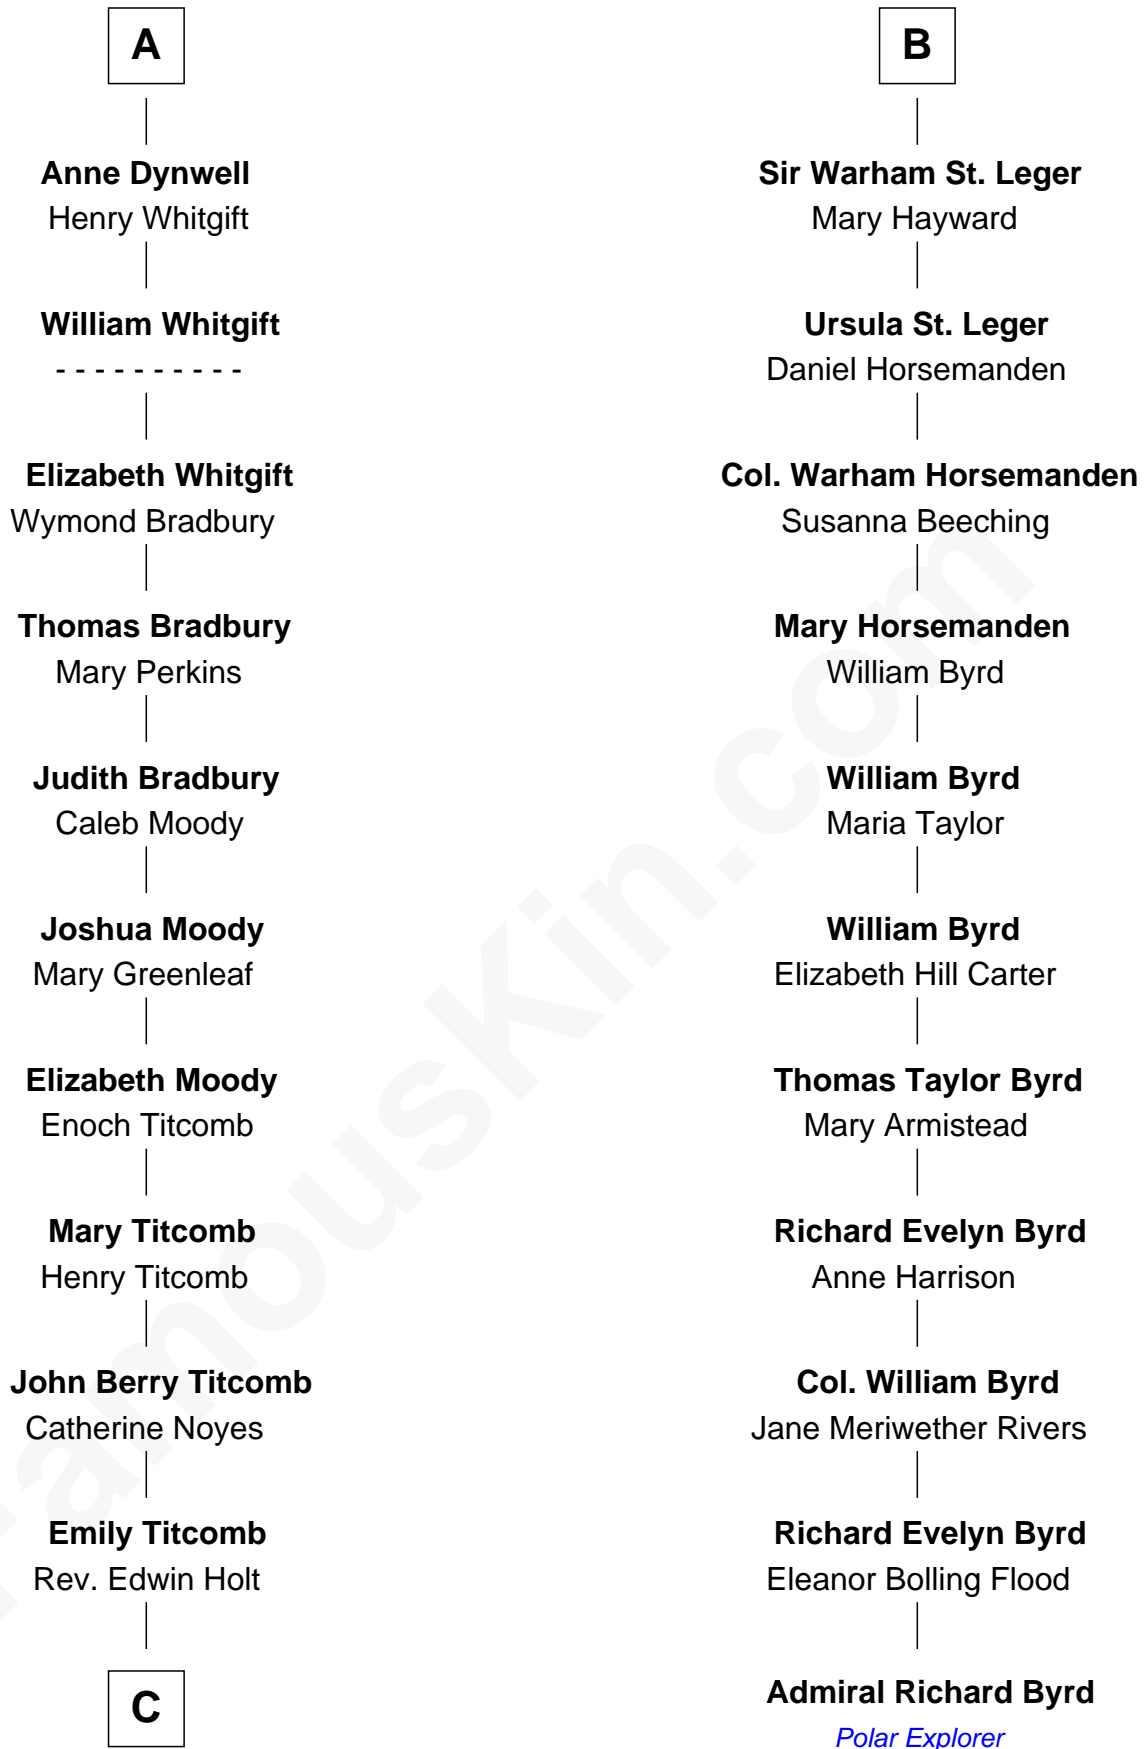 A
Anne Dynwell
Henry Whitgift
William Whitgift
- - - - - - - - - -
Elizabeth Whitgift
Wymond Bradbury
Thomas Bradbury
Mary Perkins
Judith Bradbury
Caleb Moody
Joshua Moody
Mary Greenleaf
Elizabeth Moody
Enoch Titcomb
Mary Titcomb
Henry Titcomb
John Berry Titcomb
Catherine Noyes
Emily Titcomb
Rev. Edwin Holt
C
B
Sir Warham St. Leger
Mary Hayward
Ursula St. Leger
Daniel Horsemanden
Col. Warham Horsemanden
Susanna Beeching
Mary Horsemanden
William Byrd
William Byrd
Maria Taylor
William Byrd
Elizabeth Hill Carter
Thomas Taylor Byrd
Mary Armistead
Richard Evelyn Byrd
Anne Harrison
Col. William Byrd
Jane Meriwether Rivers
Richard Evelyn Byrd
Eleanor Bolling Flood
Admiral Richard Byrd
Polar Explorer
FamousKin.com